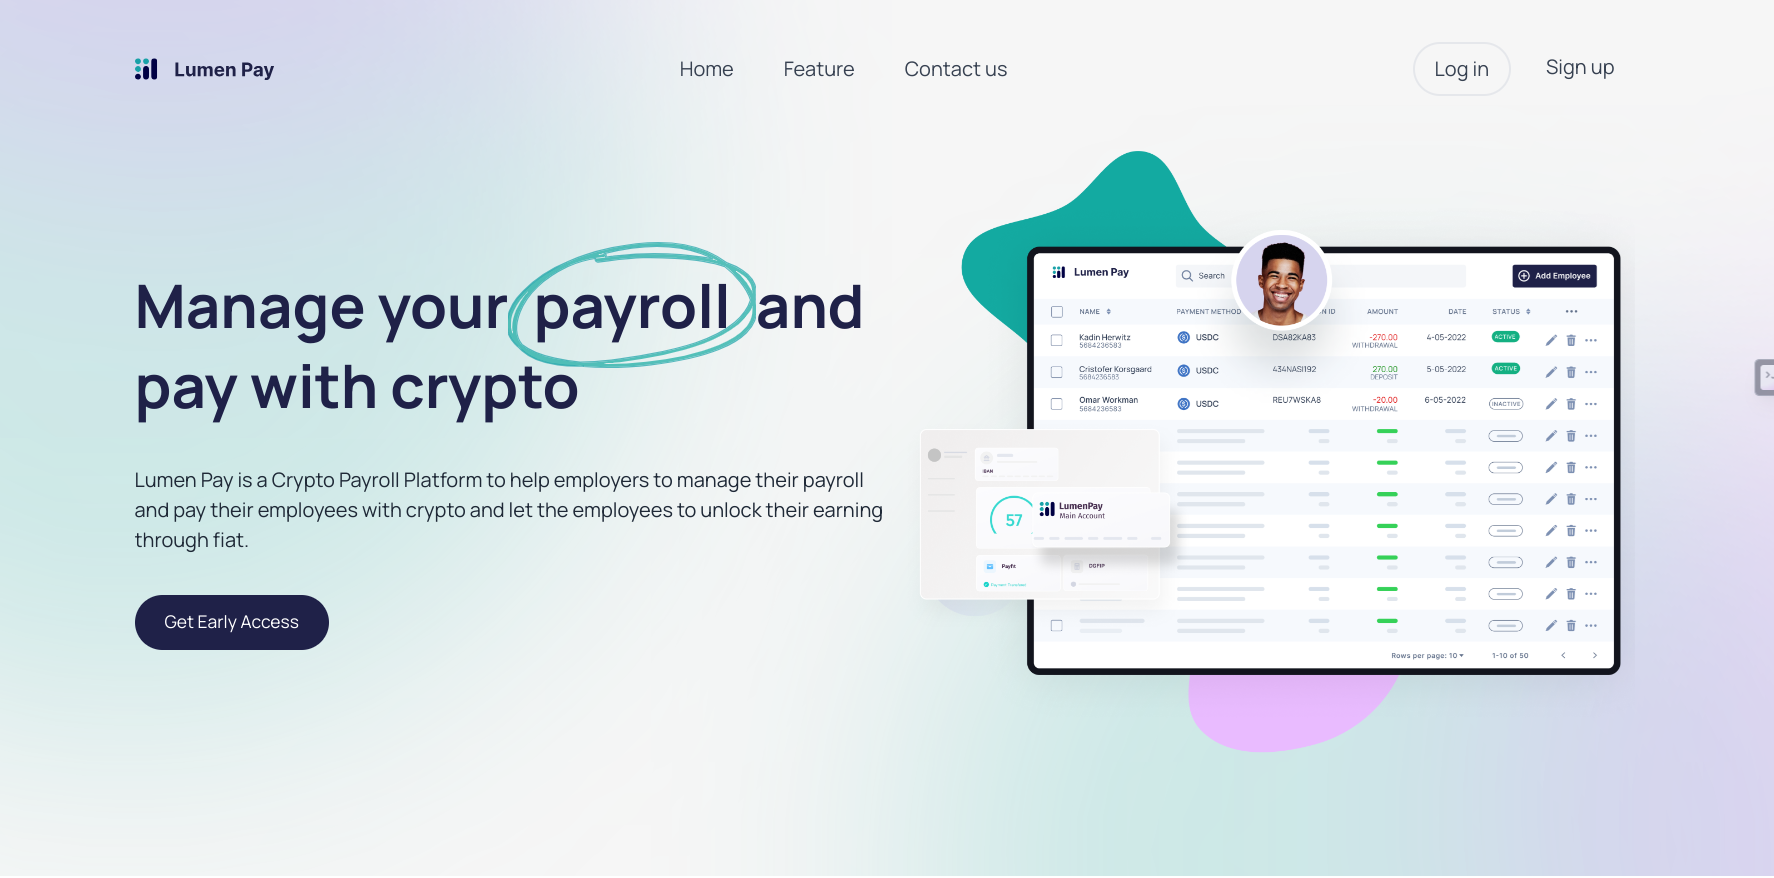 Lumen Pay
Home Feature Contact us
Log in Sign up
Manage your payroll and
pay with crypto
Lumen Pay is a Crypto Payroll Platform to help employers to manage their payroll
and pay their employees with crypto and let the employees to unlock their earning
through fiat.
Get Early Access
Lumen Pay
Search
Add Employee
NAME PAYMENT METHOD N ID AMOUNT DATE STATUS
Kadin Herwitz USDC DSA82KA83 -270.00 4-05-2022 ACTIVE
5684236583 WITHDRAWAL
Cristofer Korsgaard USDC 434NASI192 270.00 5-05-2022 ACTIVE
5684236583 DEPOSIT
Omar Workman USDC REU7WSKA8 -20.00 6-05-2022 INACTIVE
5684236583 WITHDRAWAL
IBAN
57
LumenPay
Main Account
Payfit
DGFIP
Rows per page: 10 1-10 of 50